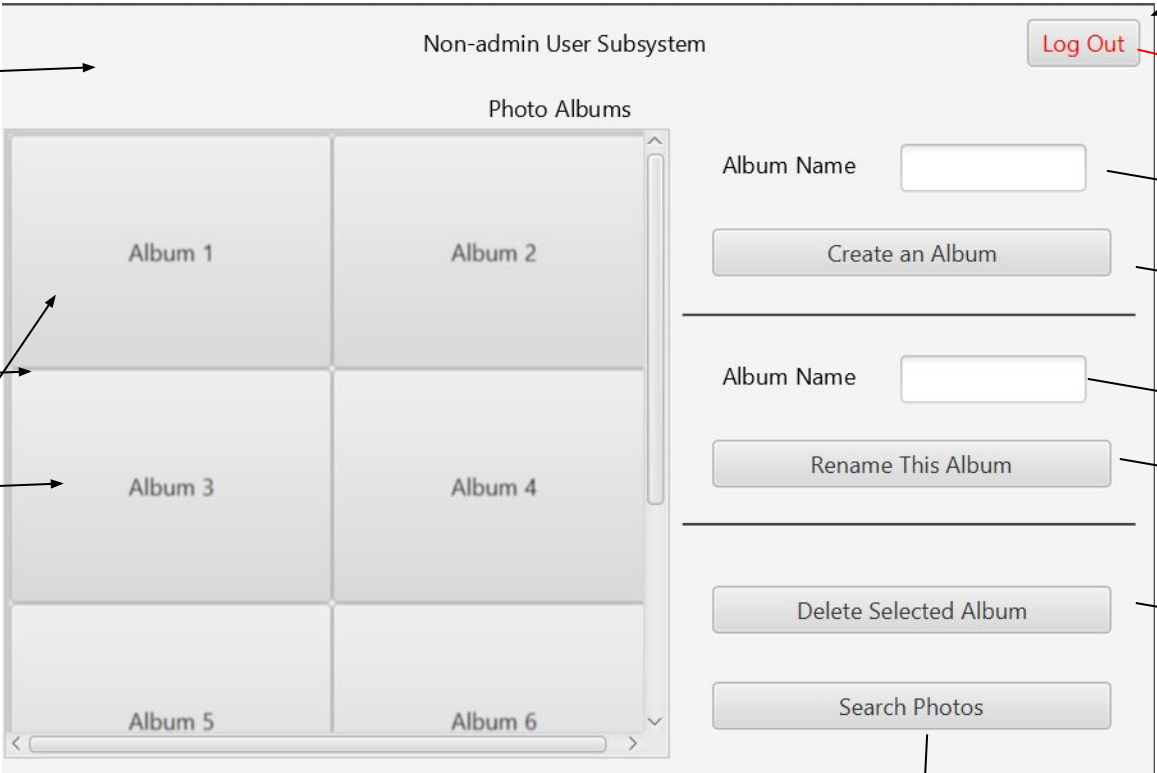 Non-admin User Subsystem
Log Out
Photo Albums
Album 1
Album 2
Album 3
Album 4
Album 5
Album 6
Album Name
Create an Album
Album Name
Rename This Album
Delete Selected Album
Search Photos